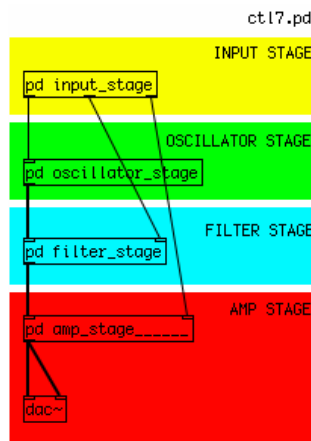 ctl7.pd
INPUT STAGE
pd input_stage
OSCILLATOR STAGE
pd oscillator_stage
FILTER STAGE
pd filter_stage
AMP STAGE
pd amp_stage______
dac~